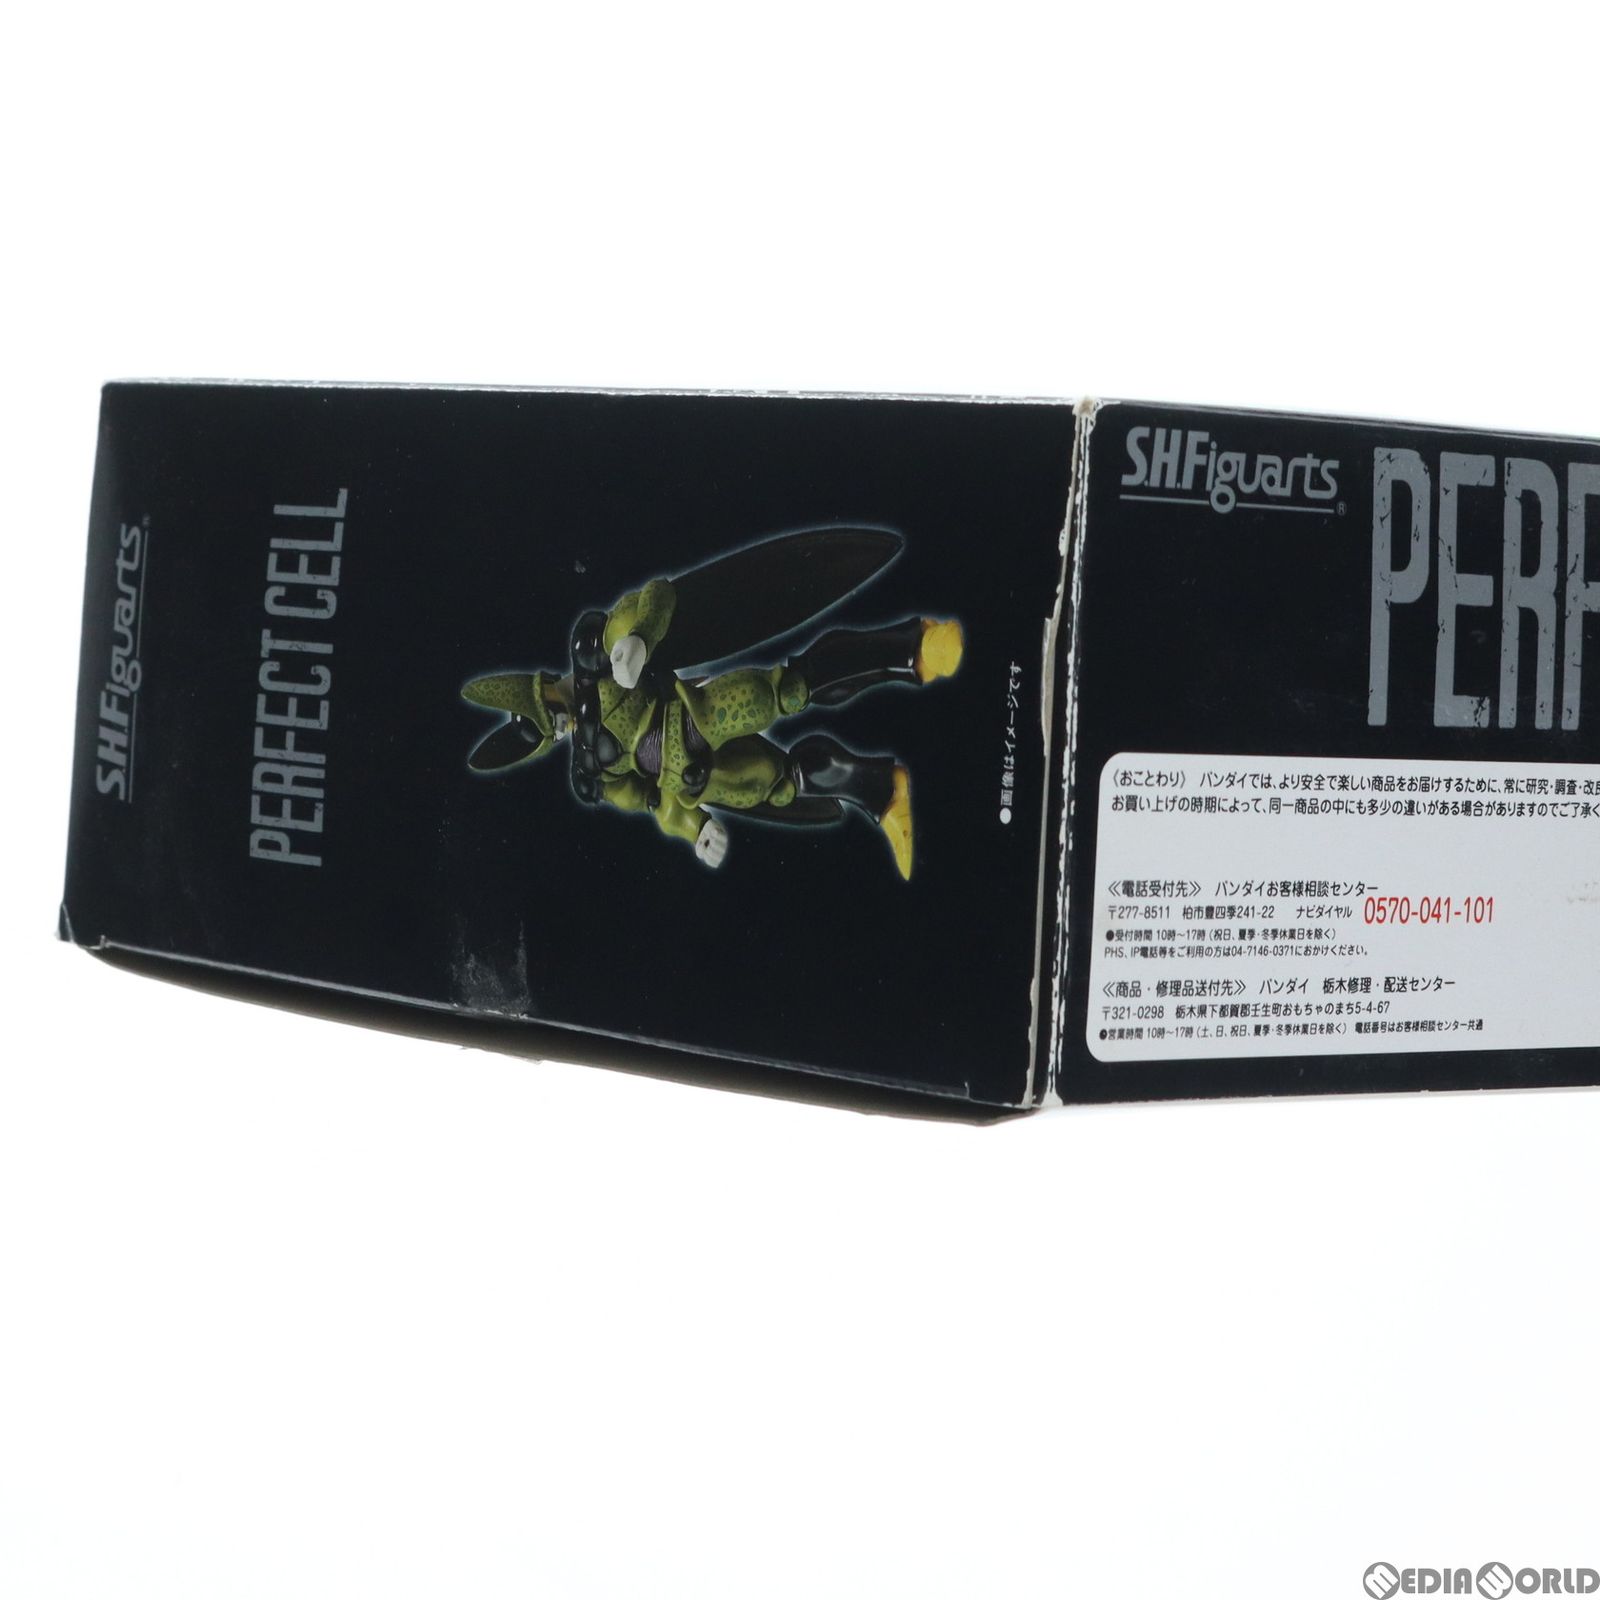 S.H.Figuarts®
PERFECT CELL
●画像はイメージです
S.H.Figuarts®
PERF
〈おことわり〉 バンダイでは、より安全で楽しい商品をお届けするために、常に研究・調査・改良
お買い上げの時期によって、同一商品の中にも多少の違いがある場合がありますのでご了承く
≪電話受付先≫ バンダイお客様相談センター
〒277-8511 柏市豊四季241-22 ナビダイヤル 0570-041-101
●受付時間 10時〜17時(祝日、夏季・冬季休業日を除く)
PHS、IP電話等をご利用の方は04-7146-0371におかけください。
≪商品・修理品送付先≫ バンダイ 栃木修理・配送センター
〒321-0298 栃木県下都賀郡壬生町おもちゃのまち5-4-67
●営業時間 10時〜17時(土、日、祝日、夏季・冬季休業日を除く) 電話番号はお客様相談センター共通
MEDIAWORLD